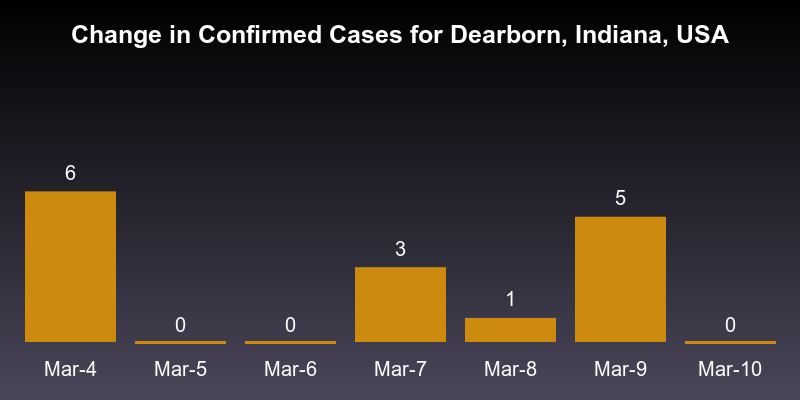 Change in Confirmed Cases for Dearborn, Indiana, USA
6
0
0
3
1
5
0
Mar-4
Mar-5
Mar-6
Mar-7
Mar-8
Mar-9
Mar-10